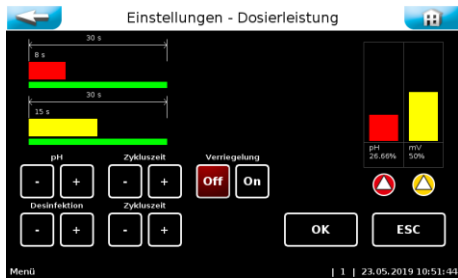 Einstellungen - Dosierleistung
30 s
8 s
30 s
15 s
pH
26.66%
mV
50%
pH
Zykluszeit
Verriegelung
-
+
-
+
Off
On
Desinfektion
Zykluszeit
-
+
-
+
OK
ESC
Menü
| 1 | 23.05.2019 10:51:44